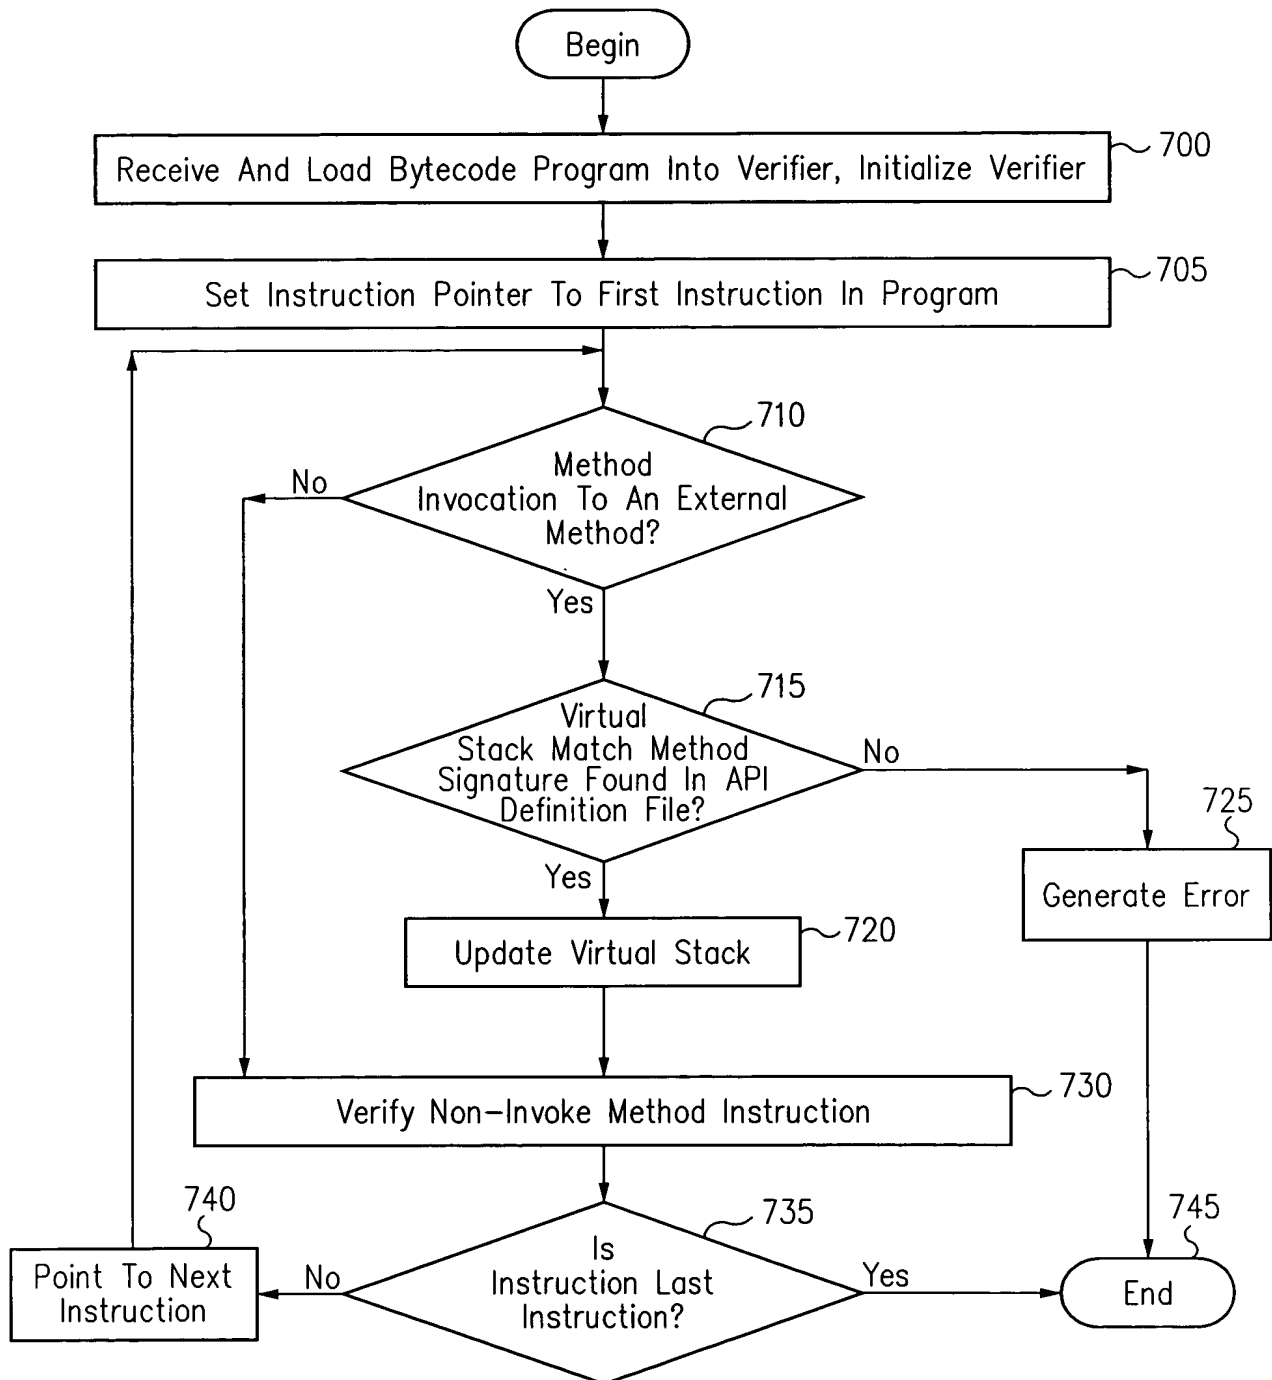 Begin
Receive And Load Bytecode Program Into Verifier, Initialize Verifier
700
Set Instruction Pointer To First Instruction In Program
705
710
Method
Invocation To An External
Method?
No
Yes
715
Virtual
Stack Match Method
Signature Found In API
Definition File?
No
Yes
725
Generate Error
Update Virtual Stack
720
Verify Non-Invoke Method Instruction
730
740
Point To Next
Instruction
No
735
Is
Instruction Last
Instruction?
Yes
745
End